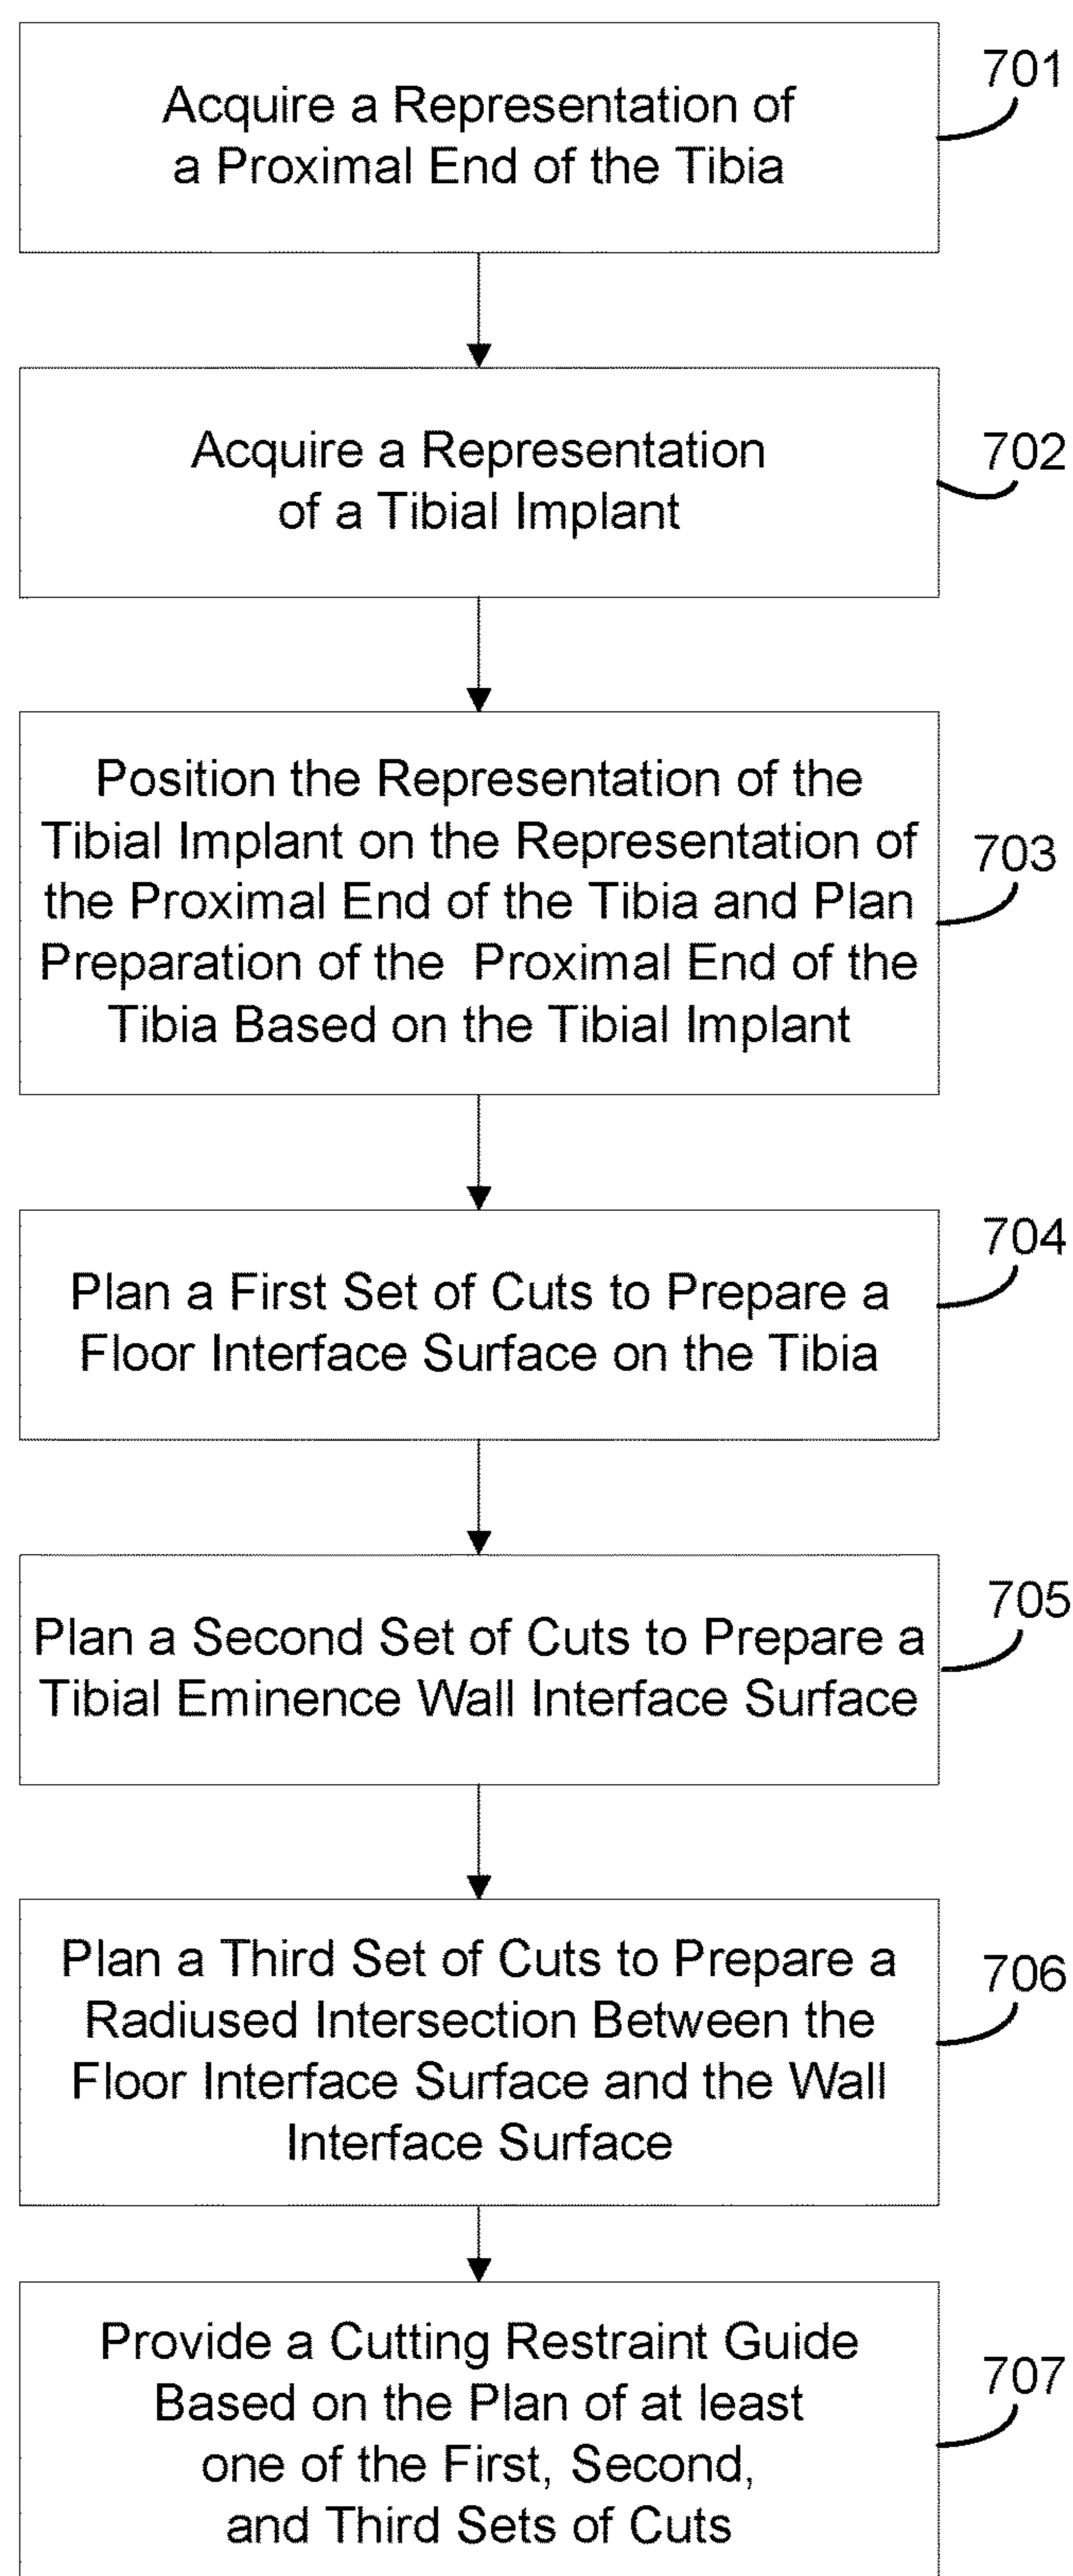 Acquire a Representation of
a Proximal End of the Tibia
701
Acquire a Representation
of a Tibial Implant
702
Position the Representation of the
Tibial Implant on the Representation of
the Proximal End of the Tibia and Plan
Preparation of the Proximal End of the
Tibia Based on the Tibial Implant
703
Plan a First Set of Cuts to Prepare a
Floor Interface Surface on the Tibia
704
Plan a Second Set of Cuts to Prepare a
Tibial Eminence Wall Interface Surface
705
Plan a Third Set of Cuts to Prepare a
Radiused Intersection Between the
Floor Interface Surface and the Wall
Interface Surface
706
Provide a Cutting Restraint Guide
Based on the Plan of at least
one of the First, Second,
and Third Sets of Cuts
707